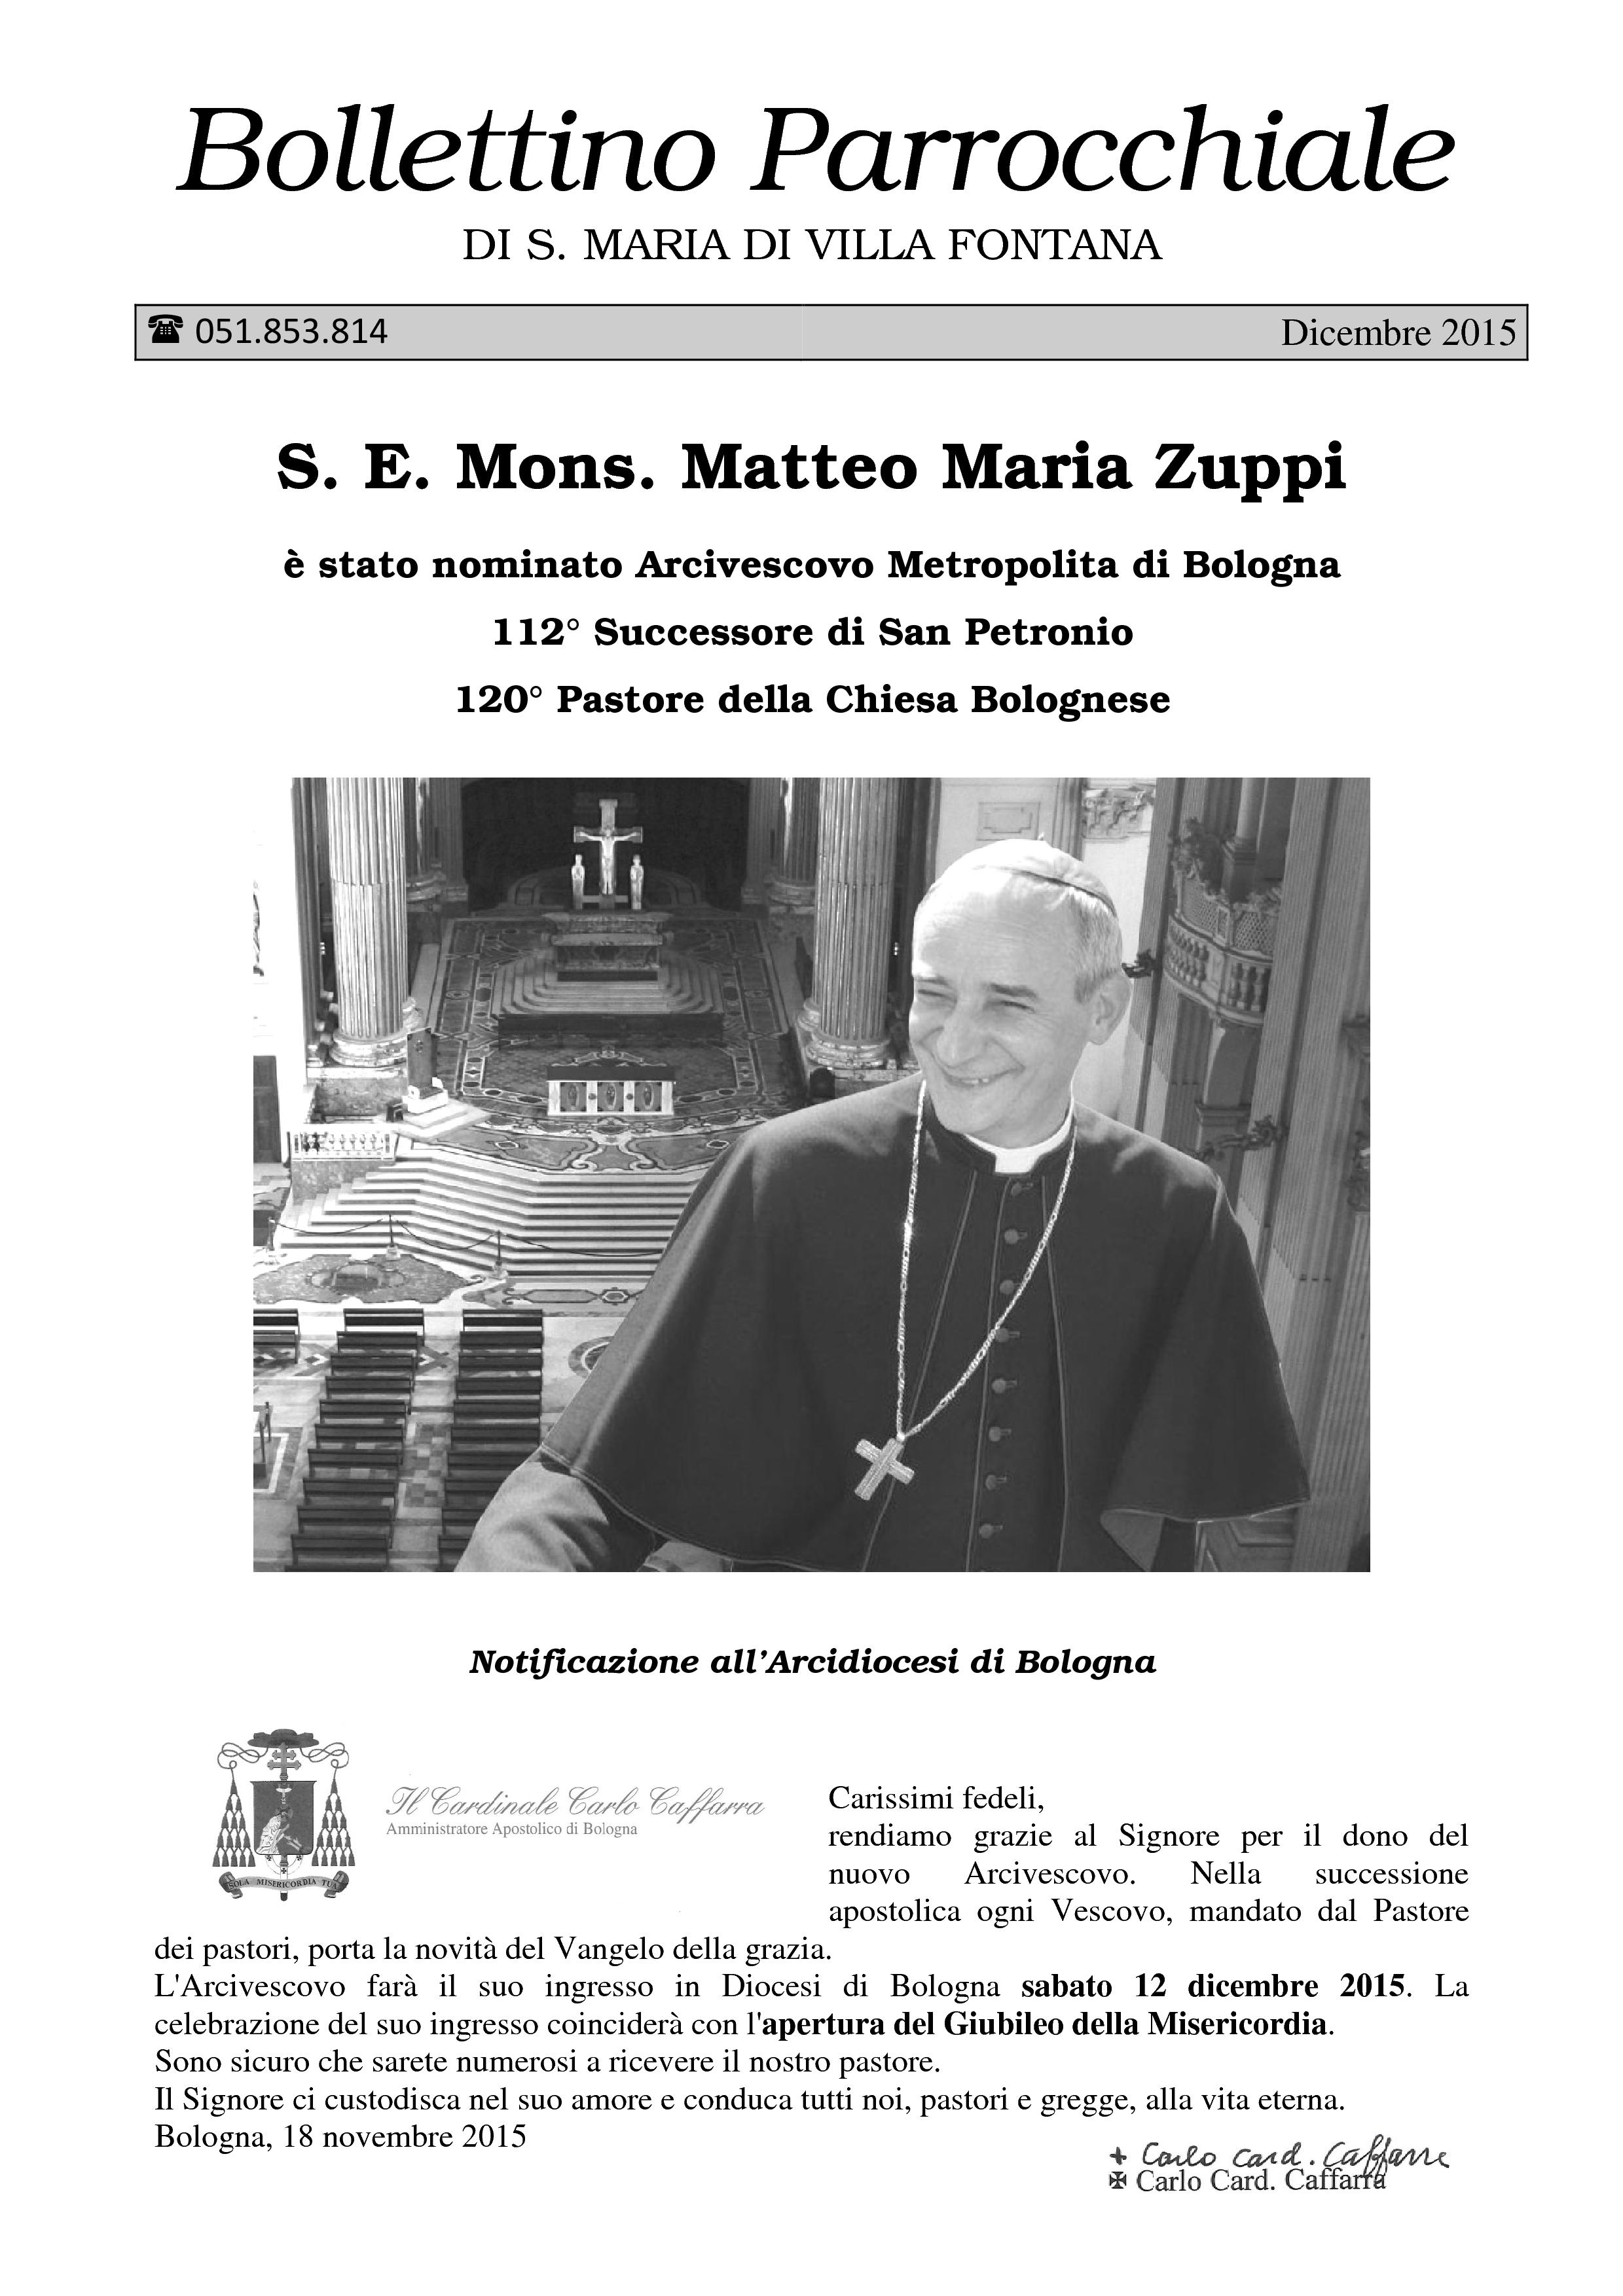 Bollettino Parrocchiale
DI S. MARIA DI VILLA FONTANA
☎ 051.853.814
Dicembre 2015
S. E. Mons. Matteo Maria Zuppi
è stato nominato Arcivescovo Metropolita di Bologna
112° Successore di San Petronio
120° Pastore della Chiesa Bolognese
Notificazione all'Arcidiocesi di Bologna
SOLA MISERICORDIA TUA
Il Cardinale Carlo Caffarra
Amministratore Apostolico di Bologna
Carissimi fedeli,
rendiamo grazie al Signore per il dono del
nuovo Arcivescovo. Nella successione
apostolica ogni Vescovo, mandato dal Pastore
dei pastori, porta la novità del Vangelo della grazia.
L'Arcivescovo farà il suo ingresso in Diocesi di Bologna sabato 12 dicembre 2015. La
celebrazione del suo ingresso coinciderà con l'apertura del Giubileo della Misericordia.
Sono sicuro che sarete numerosi a ricevere il nostro pastore.
Il Signore ci custodisca nel suo amore e conduca tutti noi, pastori e gregge, alla vita eterna.
Bologna, 18 novembre 2015
+ Carlo Card. Caffarra
✠ Carlo Card. Caffarra